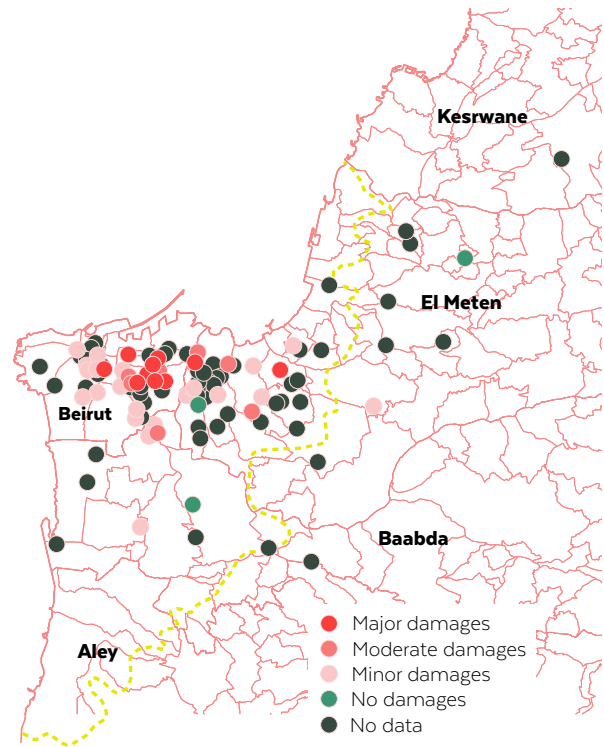 Kesrwane
El Meten
Beirut
Baabda
Aley
Major damages
Moderate damages
Minor damages
No damages
No data